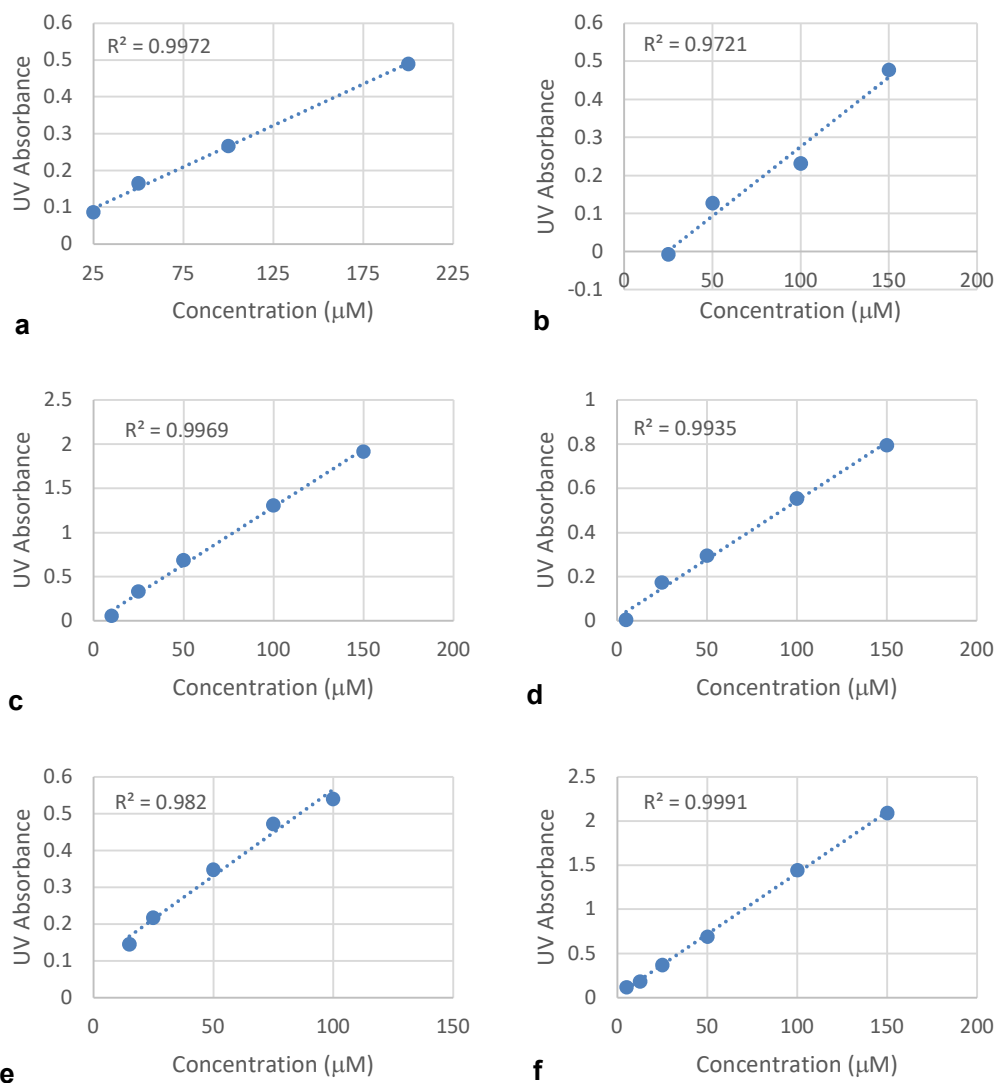 R² = 0.9972
UV Absorbance
0.6
0.5
0.4
0.3
0.2
0.1
0
25 75 125 175 225
Concentration (µM)
a
R² = 0.9721
UV Absorbance
0.6
0.5
0.4
0.3
0.2
0.1
0
-0.1
0 50 100 150 200
Concentration (µM)
b
R² = 0.9969
UV Absorbance
2.5
2
1.5
1
0.5
0
0 50 100 150 200
Concentration (µM)
c
R² = 0.9935
UV Absorbance
1
0.8
0.6
0.4
0.2
0
0 50 100 150 200
Concentration (µM)
d
R² = 0.982
UV Absorbance
0.6
0.5
0.4
0.3
0.2
0.1
0
0 50 100 150
Concentration (µM)
e
R² = 0.9991
UV Absorbance
2.5
2
1.5
1
0.5
0
0 50 100 150 200
Concentration (µM)
f